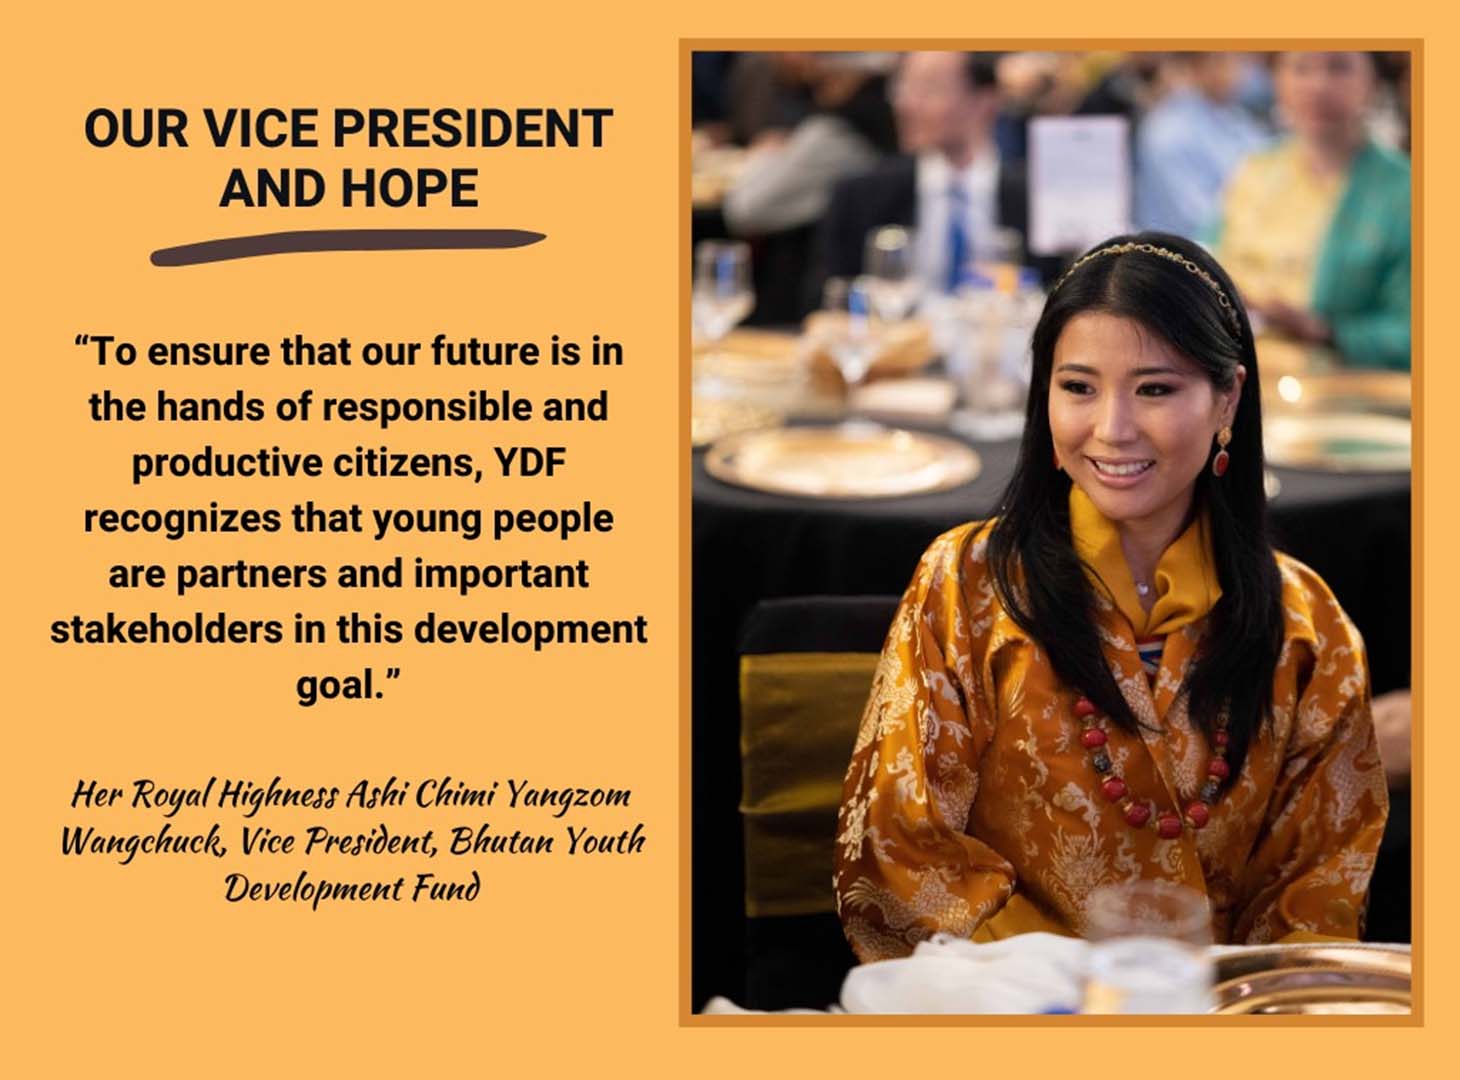 OUR VICE PRESIDENT
AND HOPE
“To ensure that our future is in
the hands of responsible and
productive citizens, YDF
recognizes that young people
are partners and important
stakeholders in this development
goal.”
Her Royal Highness Ashi Chimi Yangzom
Wangchuck, Vice President, Bhutan Youth
Development Fund